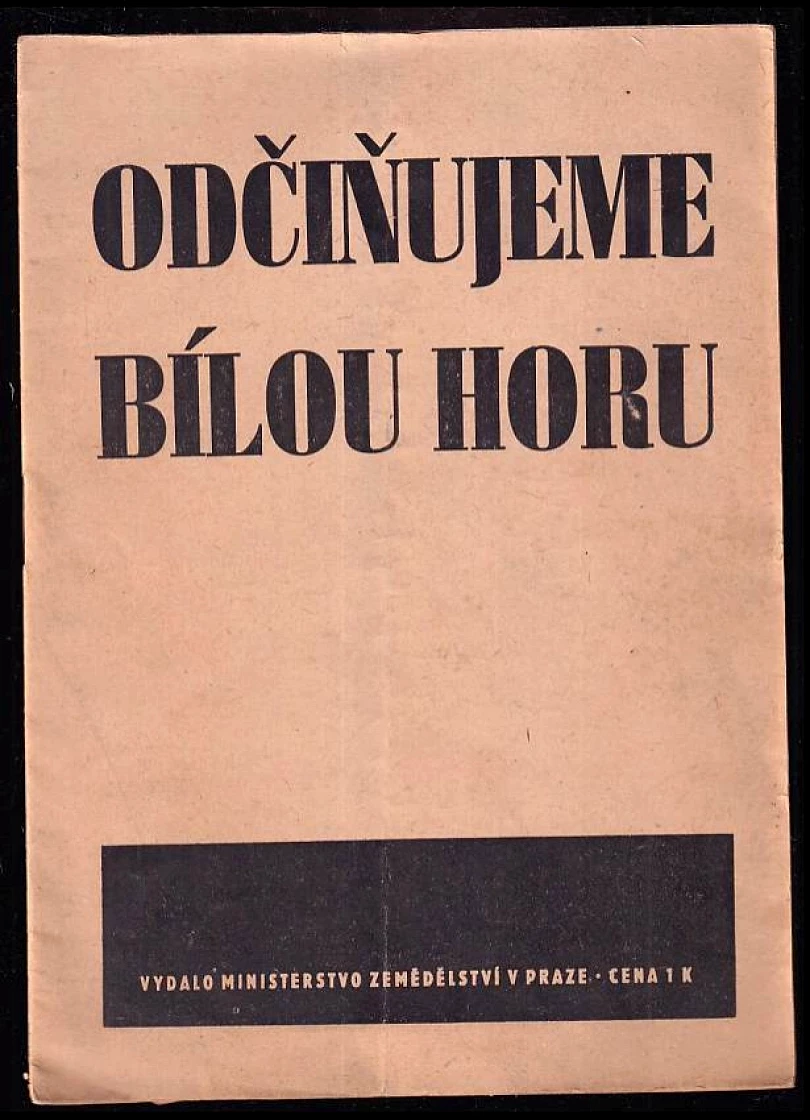 ODČIŇUJEME
BÍLOU HORU
VYDALO MINISTERSTVO ZEMĚDĚLSTVÍ V PRAZE · CENA 1 K